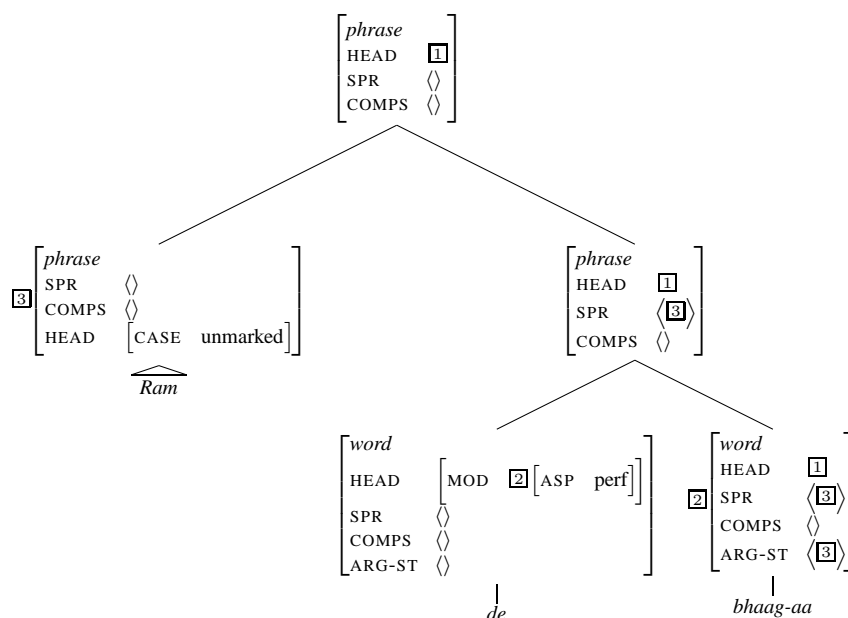 phrase
HEAD 1
SPR ⟨⟩
COMPS ⟨⟩
3 phrase
SPR ⟨⟩
COMPS ⟨⟩
HEAD [CASE unmarked]
Ram
phrase
HEAD 1
SPR ⟨3⟩
COMPS ⟨⟩
word
HEAD [MOD 2 [ASP perf]]
SPR ⟨⟩
COMPS ⟨⟩
ARG-ST ⟨⟩
de
2 word
HEAD 1
SPR ⟨3⟩
COMPS ⟨⟩
ARG-ST ⟨3⟩
bhaag-aa